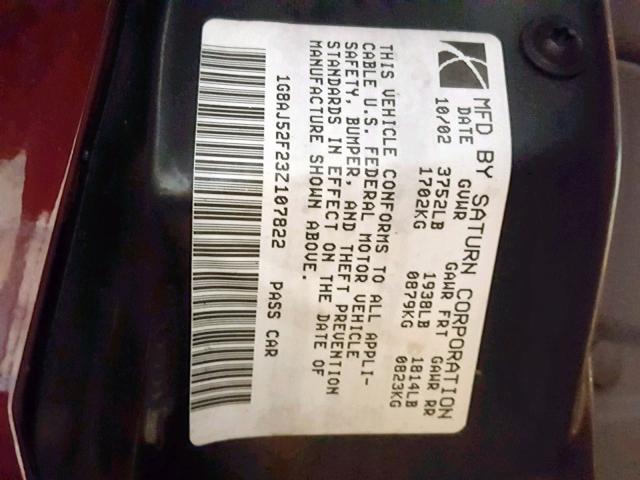 MFD BY SATURN CORPORATION
DATE GVWR GAWR FRT GAWR RR
10/02 3752LB 1938LB 1814LB
1702KG 0879KG 0823KG
THIS VEHICLE CONFORMS TO ALL APPLI-
CABLE U.S. FEDERAL MOTOR VEHICLE
SAFETY, BUMPER, AND THEFT PREVENTION
STANDARDS IN EFFECT ON THE DATE OF
MANUFACTURE SHOWN ABOVE.
1G8AJ52F23Z107822 PASS CAR